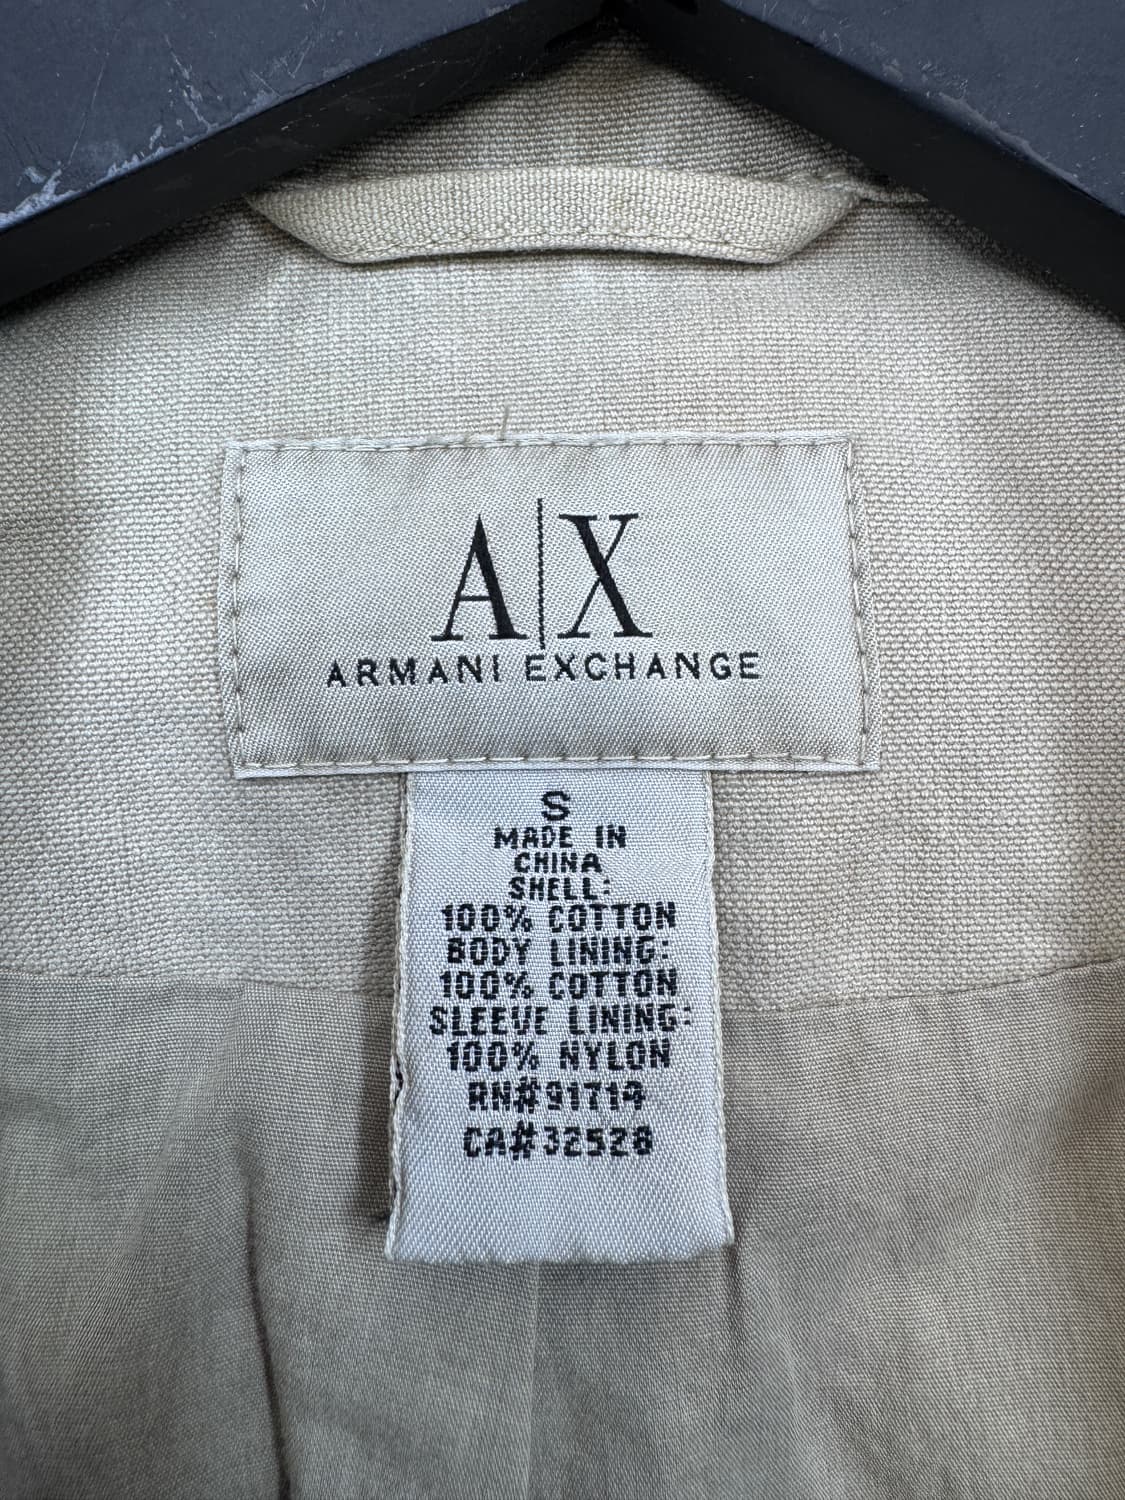 A|X
ARMANI EXCHANGE
S
MADE IN
CHINA
SHELL:
100% COTTON
BODY LINING:
100% COTTON
SLEEVE LINING:
100% NYLON
RN#91714
CA#32528